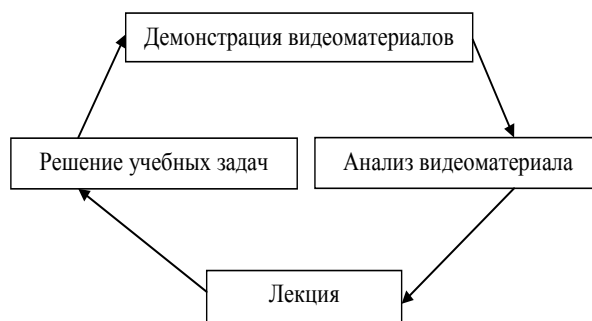 Демонстрация видеоматериалов
Решение учебных задач
Анализ видеоматериала
Лекция